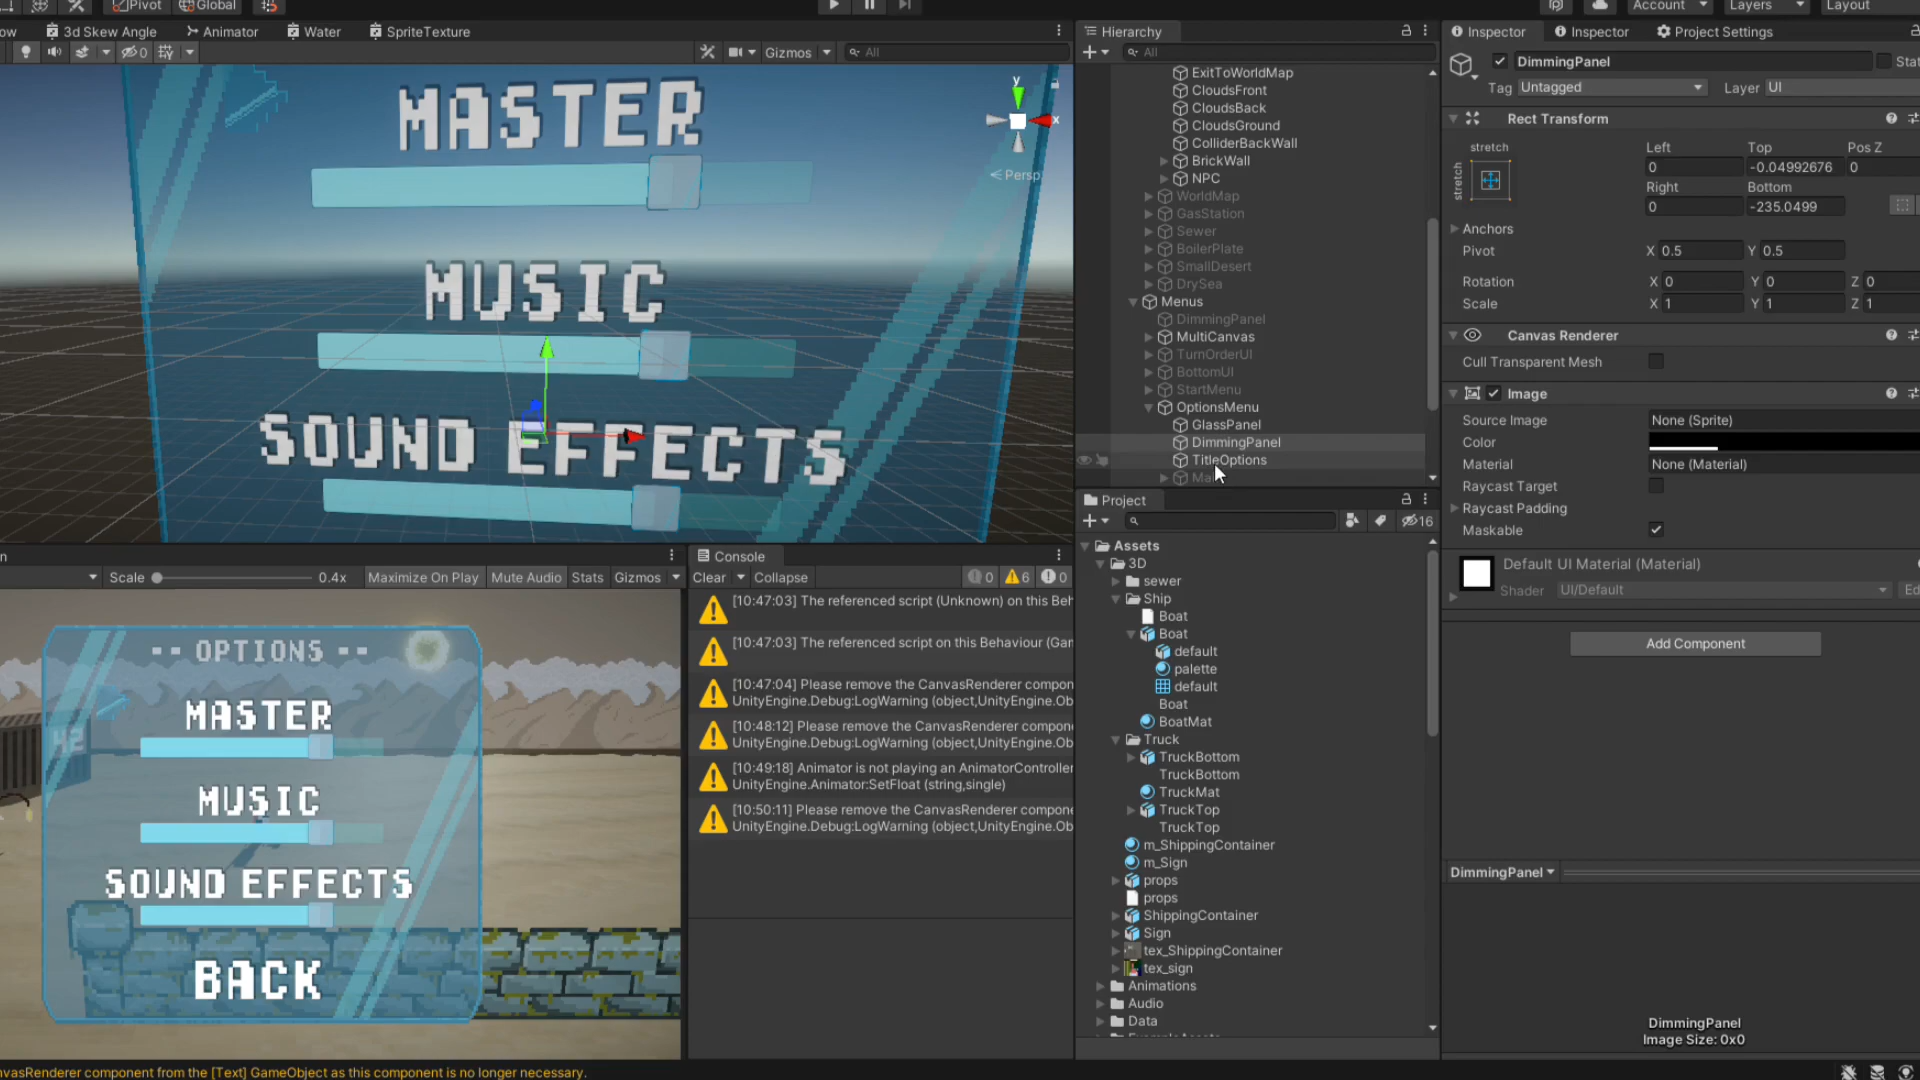 Pivot Global Account Layers Layout
ow 3d Skew Angle Animator Water SpriteTexture
0 Gizmos All
MASTER
MUSIC
SOUND EFFECTS
y
x
Persp
n
Scale 0.4x Maximize On Play Mute Audio Stats Gizmos
-- OPTIONS --
42
MASTER
MUSIC
SOUND EFFECTS
BACK
Console
Clear Collapse 0 6 0
[10:47:03] The referenced script (Unknown) on this Beh
[10:47:03] The referenced script on this Behaviour (Gam
[10:47:04] Please remove the CanvasRenderer compon
UnityEngine.Debug:LogWarning (object,UnityEngine.Ob
[10:48:12] Please remove the CanvasRenderer compone
UnityEngine.Debug:LogWarning (object,UnityEngine.Ob
[10:49:18] Animator is not playing an AnimatorController
UnityEngine.Animator:SetFloat (string,single)
[10:50:11] Please remove the CanvasRenderer compone
UnityEngine.Debug:LogWarning (object,UnityEngine.Ob
Hierarchy
All
ExitToWorldMap
CloudsFront
CloudsBack
CloudsGround
ColliderBackWall
BrickWall
NPC
WorldMap
GasStation
Sewer
BoilerPlate
SmallDesert
DrySea
Menus
DimmingPanel
MultiCanvas
TurnOrderUI
BottomUI
StartMenu
OptionsMenu
GlassPanel
DimmingPanel
TitleOptions
Project
16
Assets
3D
sewer
Ship
Boat
Boat
default
palette
default
Boat
BoatMat
Truck
TruckBottom
TruckBottom
TruckMat
TruckTop
TruckTop
m_ShippingContainer
m_Sign
props
props
ShippingContainer
Sign
tex_ShippingContainer
tex_sign
Animations
Audio
Data
Inspector Inspector Project Settings
DimmingPanel Stat
Tag Untagged Layer UI
Rect Transform
stretch
stretch
Left Top Pos Z
0 -0.04992676 0
Right Bottom
0 -235.0499
Anchors
Pivot X 0.5 Y 0.5
Rotation X 0 Y 0 Z 0
Scale X 1 Y 1 Z 1
Canvas Renderer
Cull Transparent Mesh
Image
Source Image None (Sprite)
Color
Material None (Material)
Raycast Target
Raycast Padding
Maskable
Default UI Material (Material)
Shader UI/Default Ed
Add Component
DimmingPanel
DimmingPanel
Image Size: 0x0
nvasRenderer component from the [Text] GameObject as this component is no longer necessary.